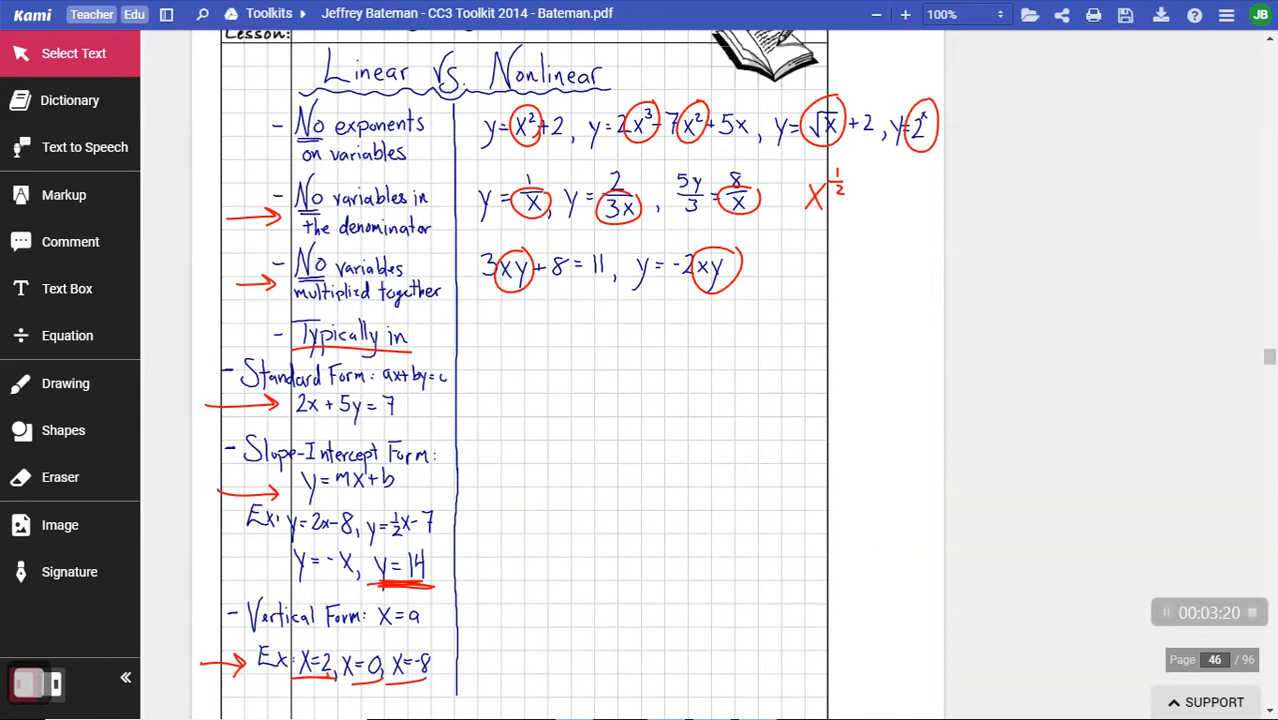 Kami Teacher Edu Toolkits Jeffrey Bateman - CC3 Toolkit 2014 - Bateman.pdf 100% JB
Select Text
Dictionary
Text to Speech
Markup
Comment
Text Box
Equation
Drawing
Shapes
Eraser
Image
Signature
Lesson:
Linear vs. Nonlinear
- No exponents
on variables
y = x² + 2, y = 2x³ - 7x² + 5x, y = √x + 2, y = 2ˣ
- No variables in
the denominator
y = 1/x, y = 2/3x, 5y/3 = 8/x
x^1/2
- No variables
multiplied together
3xy + 8 = 11, y = -2xy
- Typically in
- Standard Form: ax+by=c
2x + 5y = 7
- Slope-Intercept Form:
y = mx + b
Ex: y = 2x - 8, y = 1/2x - 7
y = -x, y = 14
- Vertical Form: x = a
Ex: x = 2, x = 0, x = -8
00:03:20
Page 46 / 96
SUPPORT